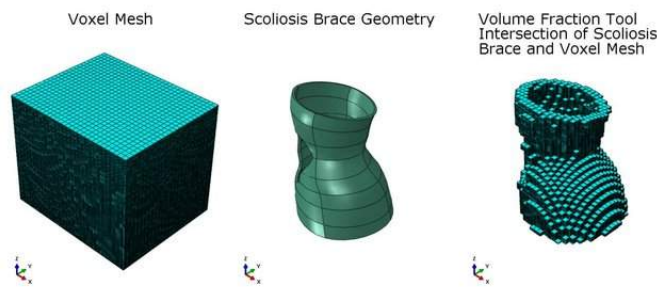 Voxel Mesh
Scoliosis Brace Geometry
Volume Fraction Tool
Intersection of Scoliosis
Brace and Voxel Mesh
Z
Y
X
Z
Y
X
Z
Y
X